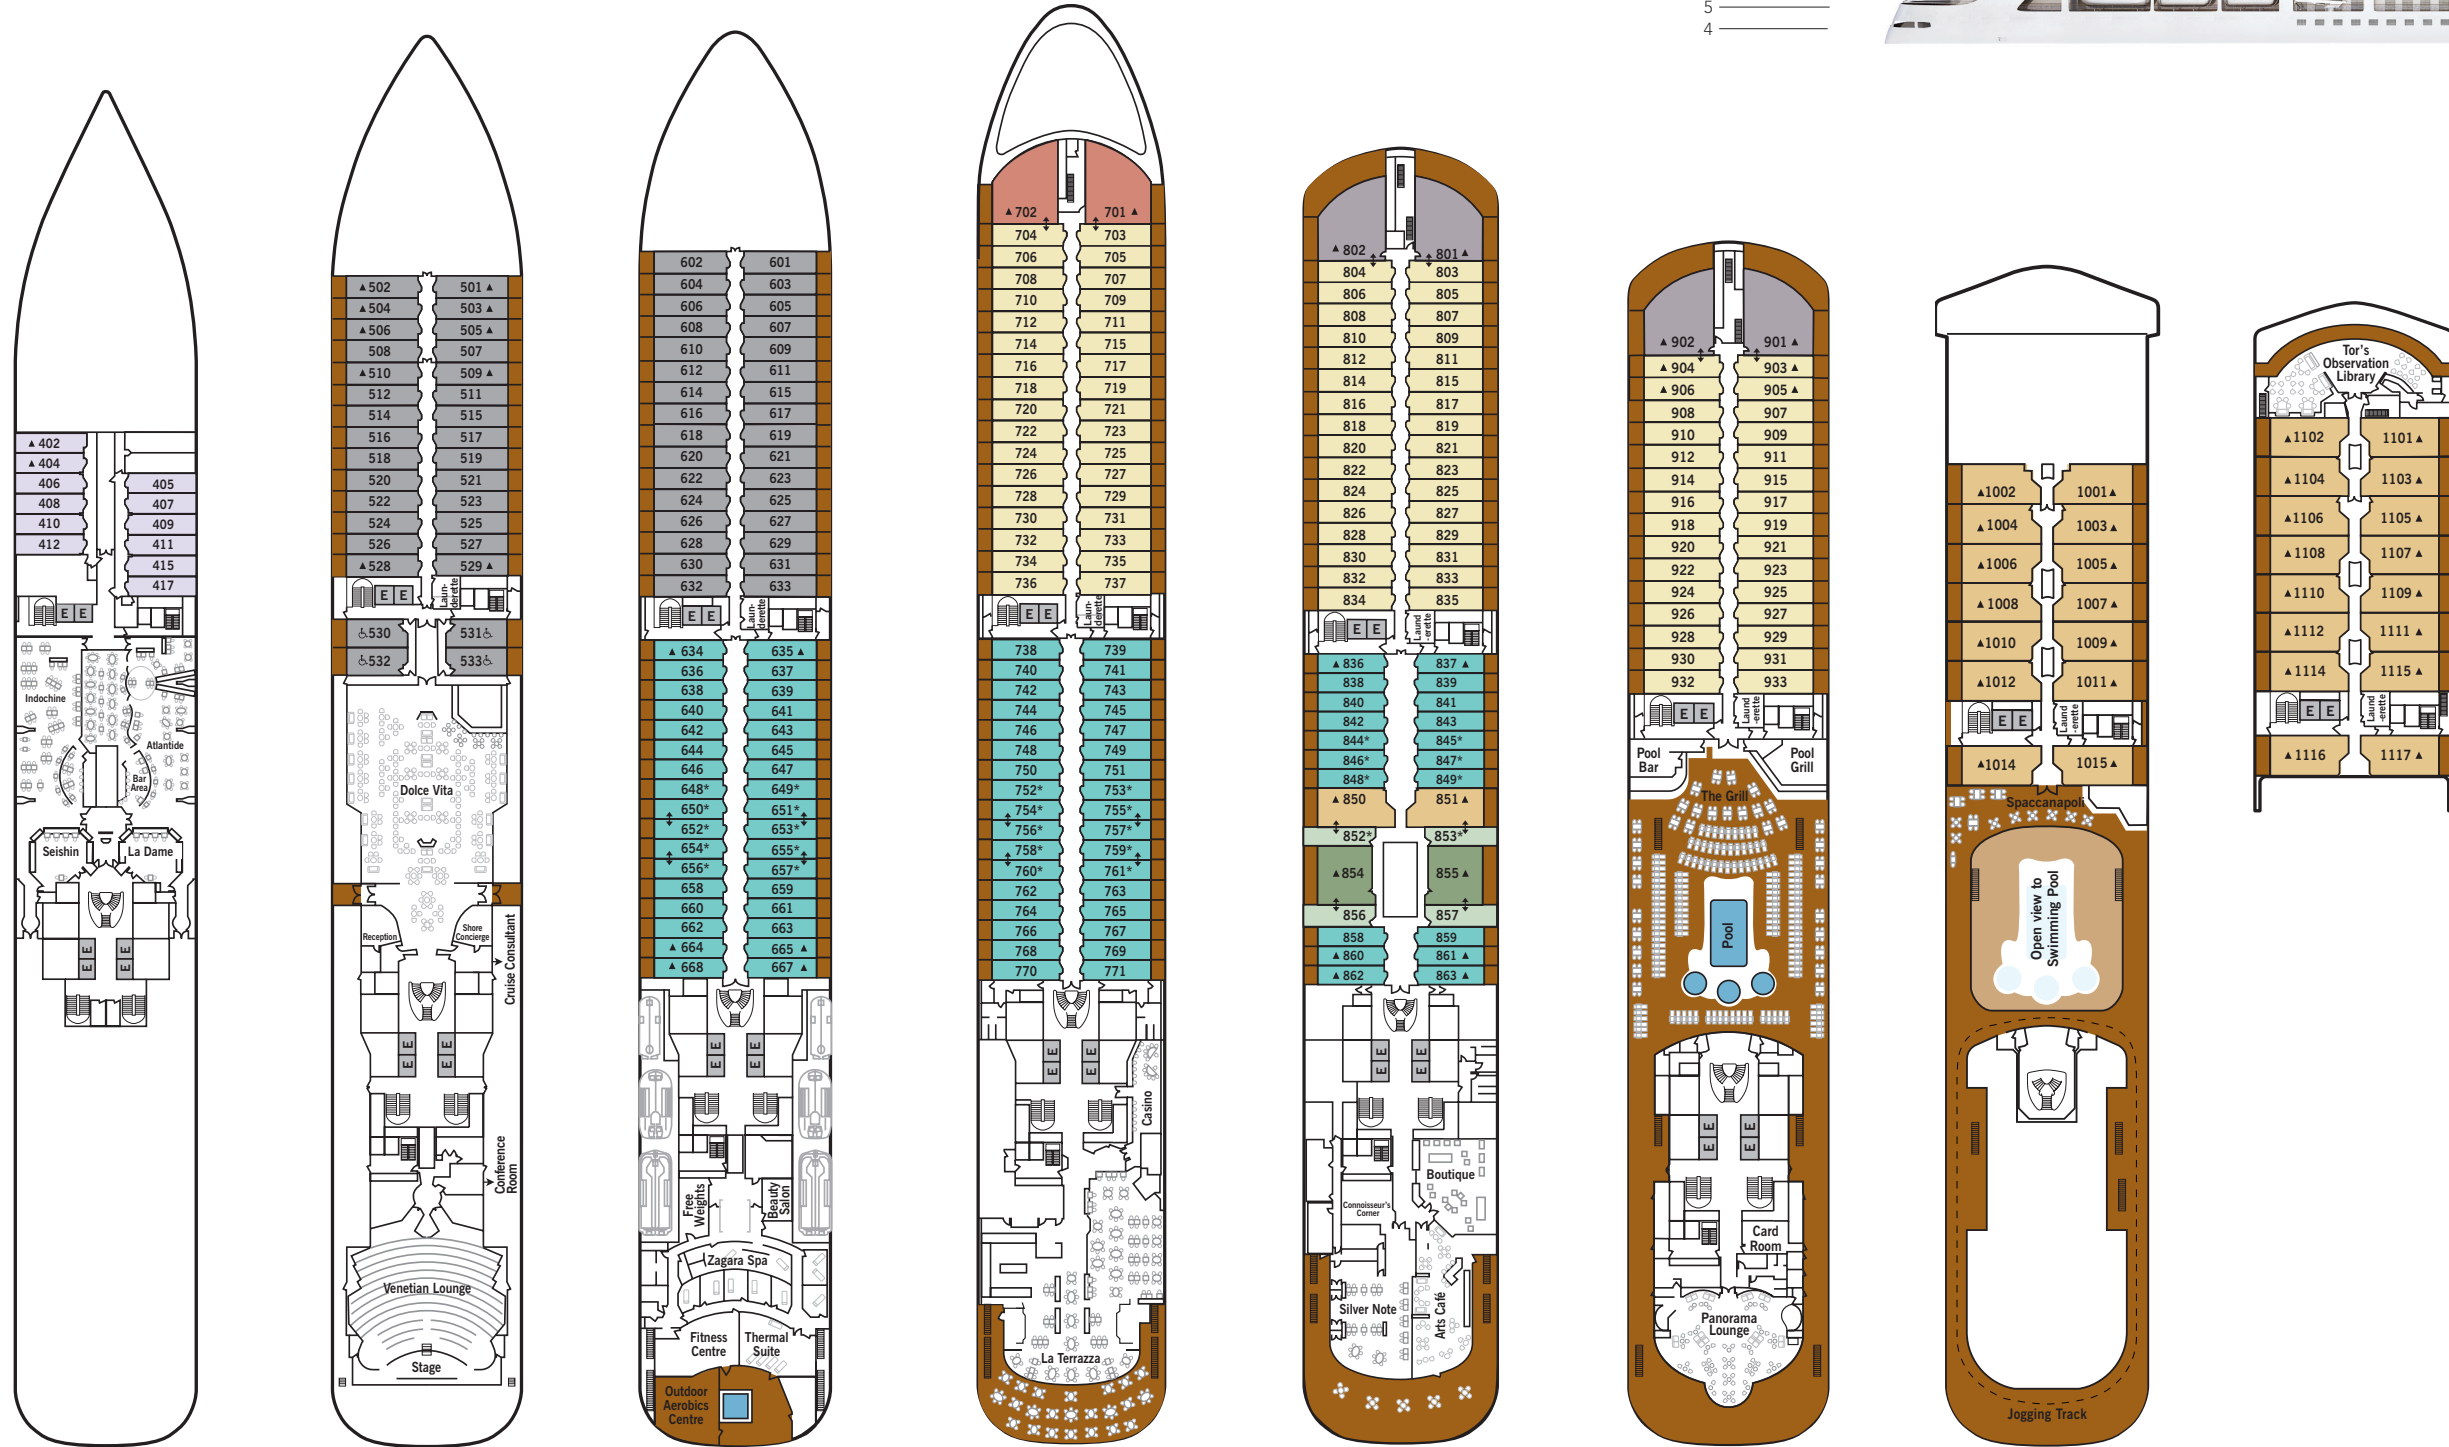 5
4
▲402
▲404
406
408
410
412
405
407
409
411
415
417
E E
Indochine
Atlantide
Bar
Area
Seishin
La Dame
E
E
E
E
▲502 501▲
▲504 503▲
▲506 505▲
508 507
▲510 509▲
512 511
514 515
516 517
518 519
520 521
522 523
524 525
526 527
▲528 529▲
E E
Laun-
derette
♿530 531♿
♿532 533♿
Dolce Vita
Reception
Shore
Concierge
Cruise Consultant
E E
E E
Conference
Room
Venetian Lounge
Stage
602 601
604 603
606 605
608 607
610 609
612 611
614 615
616 617
618 619
620 621
622 623
624 625
626 627
628 629
630 631
632 633
E E
Laun-
derette
▲634 635▲
636 637
638 639
640 641
642 643
644 645
646 647
648* 649*
650* 651*
652* 653*
654* 655*
656* 657*
658 659
660 661
662 663
▲664 665▲
▲668 667▲
E E
E E
Free
Weights
Beauty
Salon
Zagara Spa
Fitness
Centre
Thermal
Suite
Outdoor
Aerobics
Centre
▲702 701▲
704 703
706 705
708 707
710 709
712 711
714 715
716 717
718 719
720 721
722 723
724 725
726 727
728 729
730 731
732 733
734 735
736 737
E E
Laun-
derette
738 739
740 741
742 743
744 745
746 747
748 749
750 751
752* 753*
754* 755*
756* 757*
758* 759*
760* 761*
762 763
764 765
766 767
768 769
770 771
E E
E E
Casino
La Terrazza
▲802 801▲
804 803
806 805
808 807
810 809
812 811
814 815
816 817
818 819
820 821
822 823
824 825
826 827
828 829
830 831
832 833
834 835
E E
Laund
-erette
▲836 837▲
838 839
840 841
842 843
844* 845*
846* 847*
848* 849*
▲850 851▲
852* 853*
▲854 855▲
856 857
858 859
▲860 861▲
▲862 863▲
E E
E E
Boutique
Connoisseur's
Corner
Silver Note
Arts Café
▲902 901▲
▲904 903▲
▲906 905▲
908 907
910 909
912 911
914 915
916 917
918 919
920 921
922 923
924 925
926 927
928 929
930 931
932 933
E E
Laund
-erette
Pool
Bar
Pool
Grill
The Grill
Pool
E E
E E
Card
Room
Panorama
Lounge
▲1002 1001▲
▲1004 1003▲
▲1006 1005▲
▲1008 1007▲
▲1010 1009▲
▲1012 1011▲
E E
Laund
-erette
▲1014 1015▲
Spaccanapoli
Open view to
Swimming Pool
Jogging Track
Tor's
Observation
Library
▲1102 1101▲
▲1104 1103▲
▲1106 1105▲
▲1108 1107▲
▲1110 1109▲
▲1112 1111▲
▲1114 1115▲
E E
Laund
-erette
▲1116 1117▲